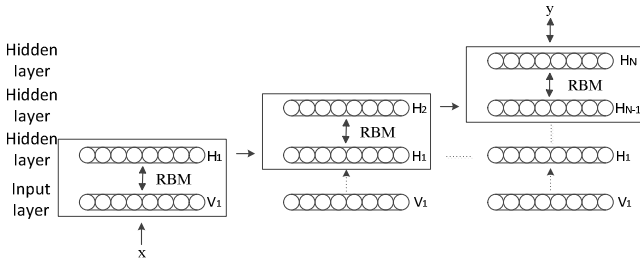 y
Hidden
layer
HN
RBM
Hidden
layer
H2
HN-1
RBM
Hidden
layer
H1
H1
H1
RBM
Input
layer
V1
V1
V1
x